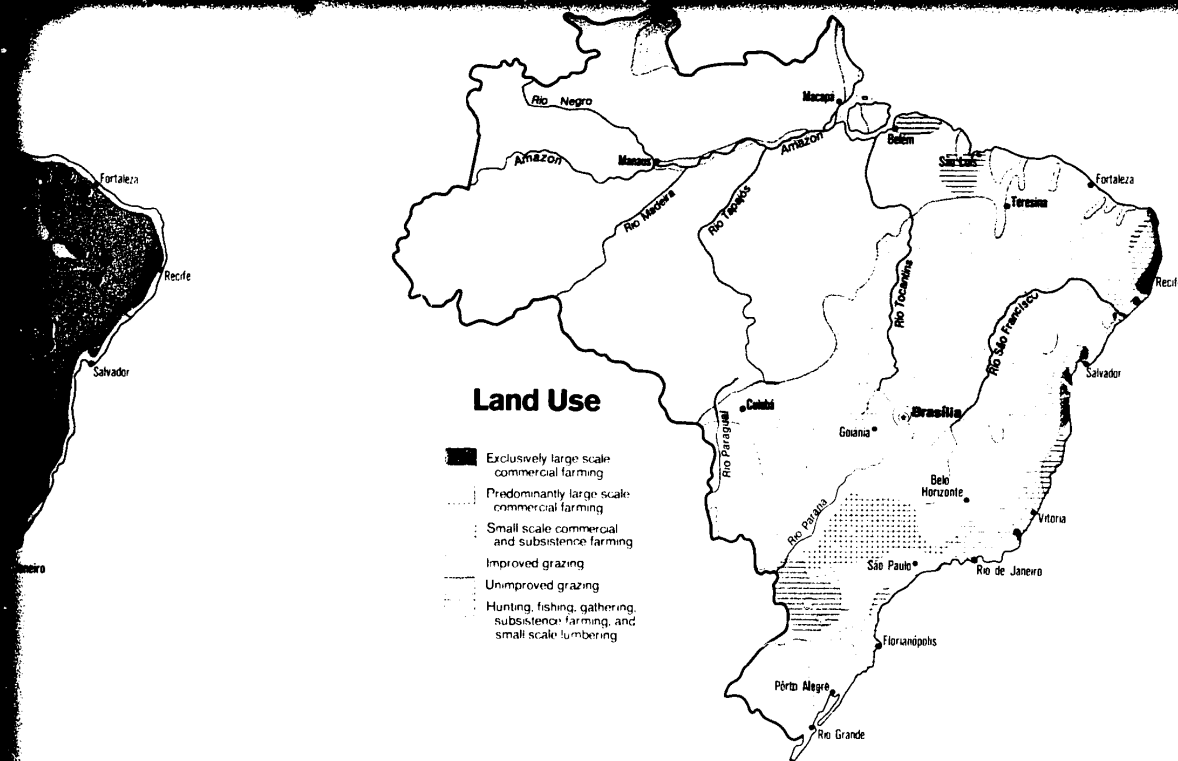 Fortaleza
Recife
Salvador
Land Use
Exclusively large scale
commercial farming
Predominantly large scale
commercial farming
Small scale commercial
and subsistence farming
Improved grazing
Unimproved grazing
Hunting, fishing, gathering,
subsistence farming, and
small scale lumbering
Rio Negro
Amazon
Manaus
Rio Madeira
Rio Tapajós
Amazon
Macapá
Belém
São Luís
Teresina
Fortaleza
Recife
Rio Tocantins
Rio São Francisco
Salvador
Cuiabá
Rio Paraguai
Goiania
Brasília
Belo
Horizonte
Vitoria
Rio Parana
São Paulo
Rio de Janeiro
Florianópolis
Pôrto Alegre
Rio Grande